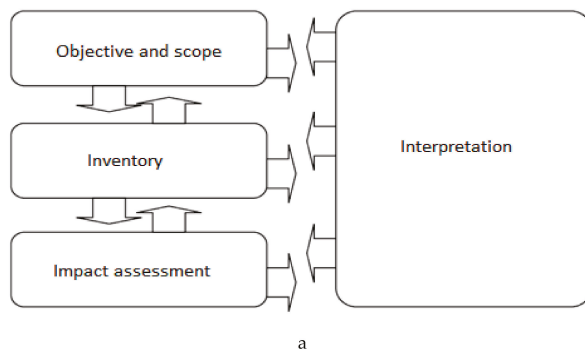 Objective and scope
Inventory
Interpretation
Impact assessment
a